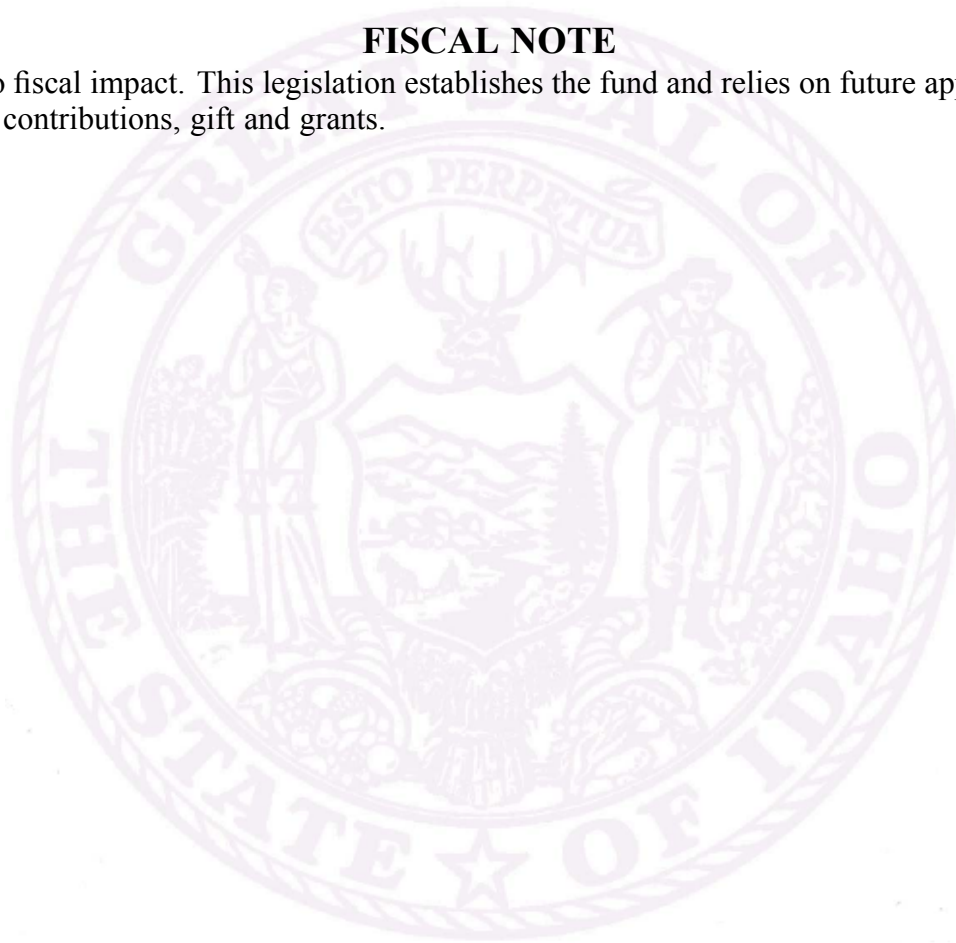 FISCAL NOTE
fiscal impact. This legislation establishes the fund and relies on future
contributions, gift and grants.
GREAT SEAL OF
ESTO PERPETUA
THE STATE OF IDAHO